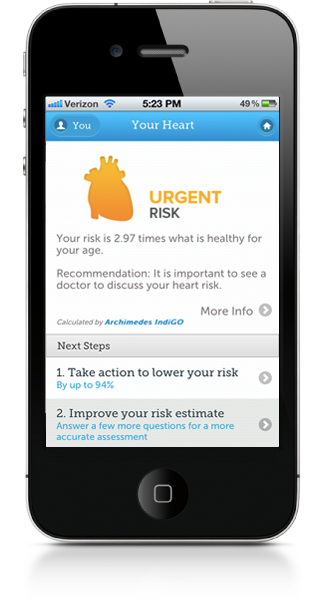 Verizon 5:23 PM 49%
You Your Heart
URGENT
RISK
Your risk is 2.97 times what is healthy for
your age.
Recommendation: It is important to see a
doctor to discuss your heart risk.
More Info
Calculated by Archimedes IndiGO
Next Steps
1. Take action to lower your risk
By up to 94%
2. Improve your risk estimate
Answer a few more questions for a more
accurate assessment